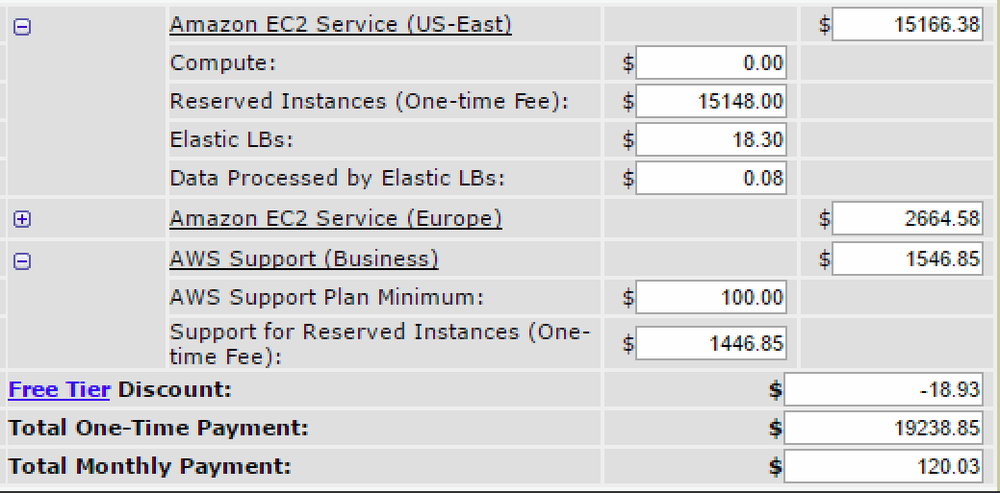 Amazon EC2 Service (US-East) $ 15166.38
Compute: $ 0.00
Reserved Instances (One-time Fee): $ 15148.00
Elastic LBs: $ 18.30
Data Processed by Elastic LBs: $ 0.08
Amazon EC2 Service (Europe) $ 2664.58
AWS Support (Business) $ 1546.85
AWS Support Plan Minimum: $ 100.00
Support for Reserved Instances (One-
time Fee): $ 1446.85
Free Tier Discount: $ -18.93
Total One-Time Payment: $ 19238.85
Total Monthly Payment: $ 120.03